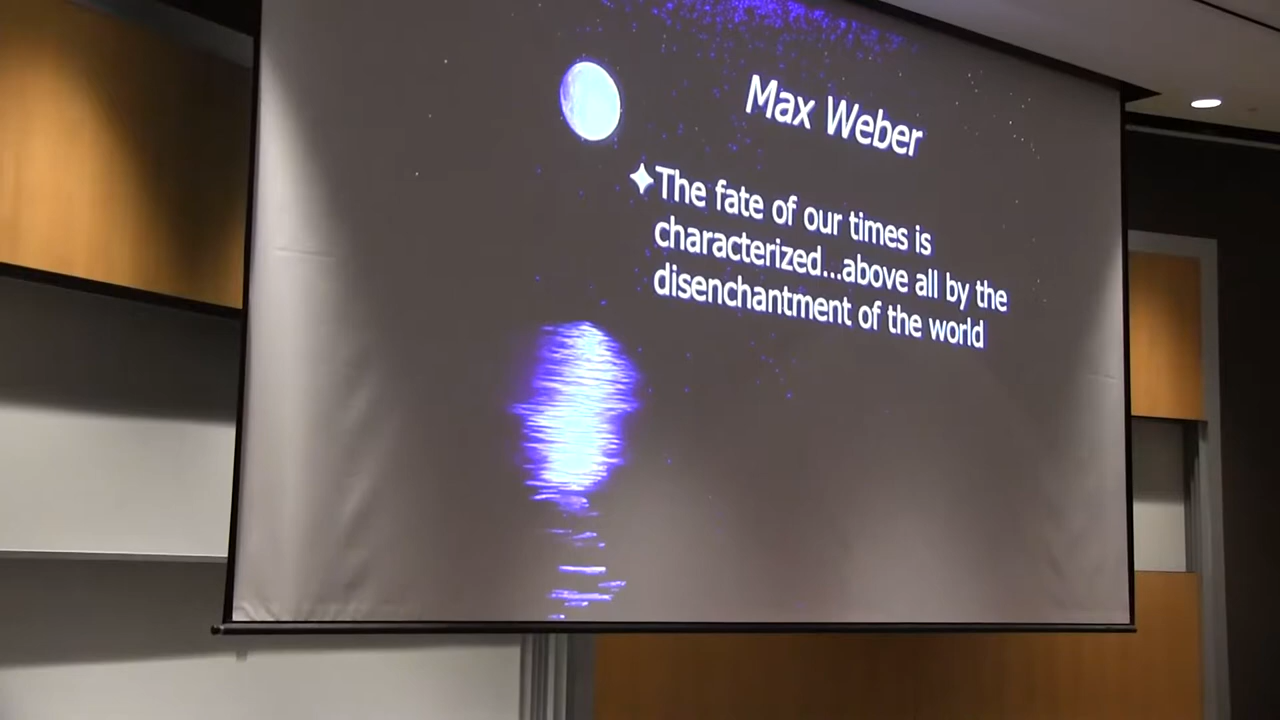 Max Weber
The fate of our times is
characterized...above all by the
disenchantment of the world